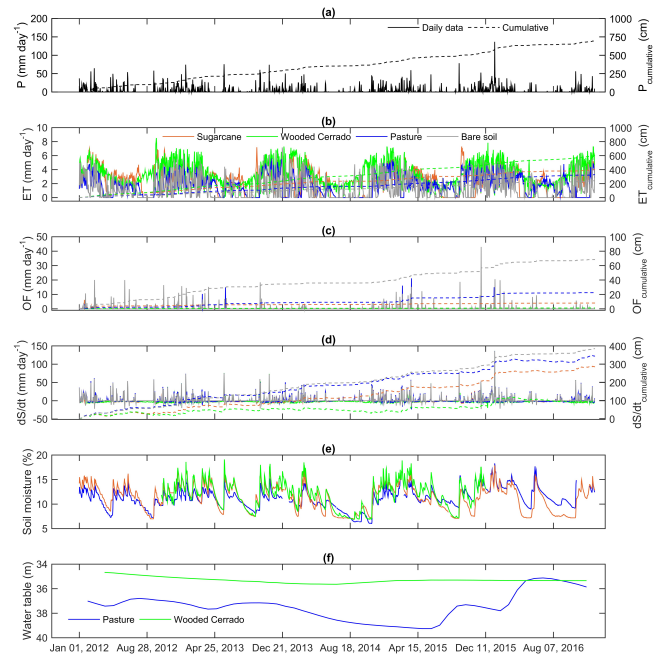 (a)
Daily data Cumulative
P (mm day-1)
200
150
100
50
0
1000
750
500
250
0
Pcumulative (cm)
(b)
Sugarcane Wooded Cerrado Pasture Bare soil
ET (mm day-1)
10
8
6
4
2
0
1000
800
600
400
200
0
ETcumulative (cm)
(c)
OF (mm day-1)
50
40
30
20
10
0
100
80
60
40
20
0
OFcumulative (cm)
(d)
dS/dt (mm day-1)
150
100
50
0
-50
400
300
200
100
0
dS/dtcumulative (cm)
(e)
Soil moisture (%)
20
15
10
5
(f)
Water table (m)
34
36
38
40
Pasture Wooded Cerrado
Jan 01, 2012 Aug 28, 2012 Apr 25, 2013 Dec 21, 2013 Aug 18, 2014 Apr 15, 2015 Dec 11, 2015 Aug 07, 2016